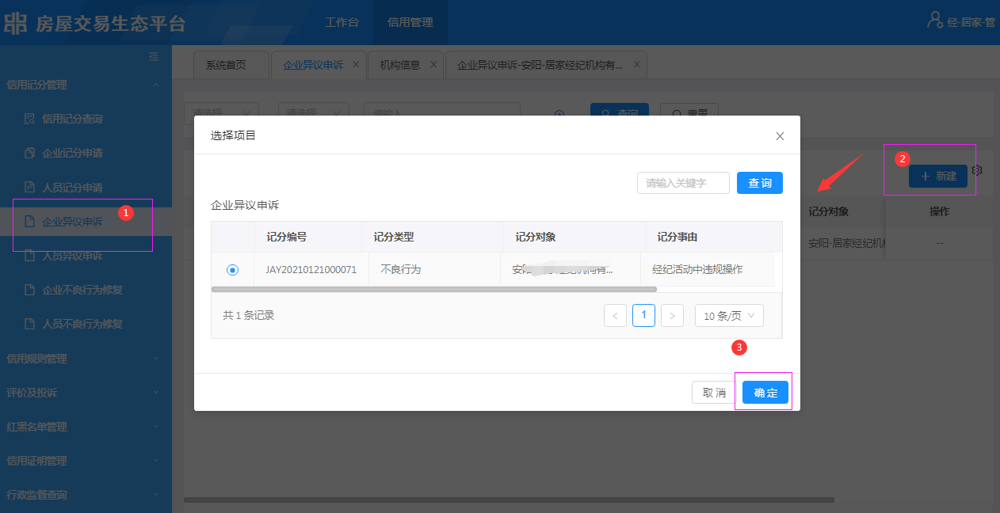 房屋交易生态平台 工作台 信用管理 经-居家-管
系统首页 企业异议申诉 机构信息 企业异议申诉-安阳-居家经纪机构有...
信用记分管理
请选择 请选择 请输入 查询 重置
信用记分查询
选择项目
企业记分申请
2
新建
人员记分申请
请输入关键字 查 询
企业异议申诉
1
企业异议申诉
记分对象 操作
记分编号 记分类型 记分对象 记分事由
安阳-居家经纪机构 --
人员异议申诉
JAY20210121000071 不良行为 经纪活动中违规操作
企业不良行为修复
共 1 条记录 < 1 > 10 条/页
人员不良行为修复
3
信用规则管理
评价及投诉
取 消 确 定
红黑名单管理
信用证明管理
行政监督查询